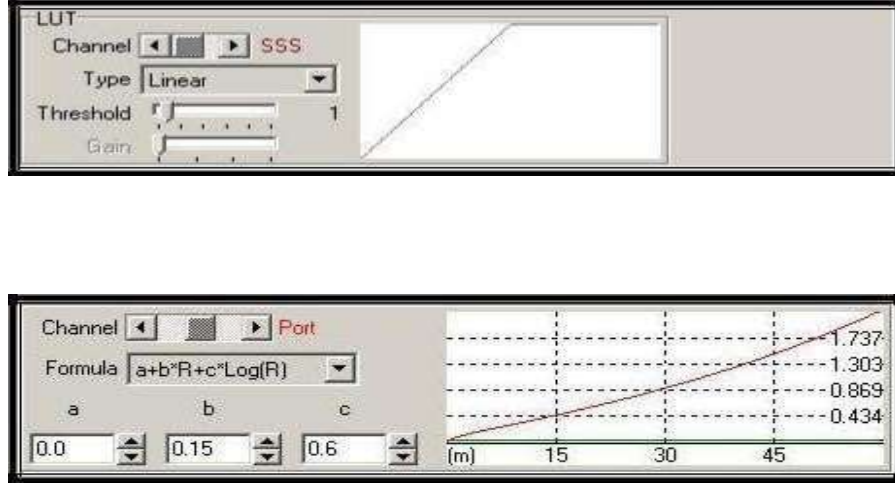 LUT
Channel SSS
Type Linear
Threshold 1
Gain
Channel Port
Formula a+b*R+c*Log(R)
a b c
0.0 0.15 0.6
1.737
1.303
0.869
0.434
(m) 15 30 45